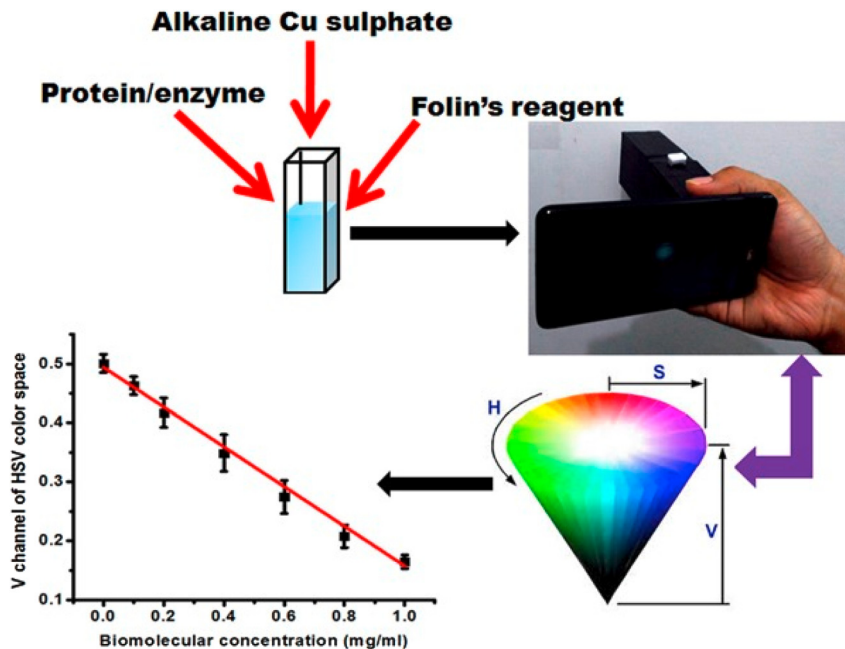 Alkaline Cu sulphate
Protein/enzyme
Folin's reagent
V channel of HSV color space
0.5
0.4
0.3
0.2
0.1
0.0
0.2
0.4
0.6
0.8
1.0
Biomolecular concentration (mg/ml)
H
S
V